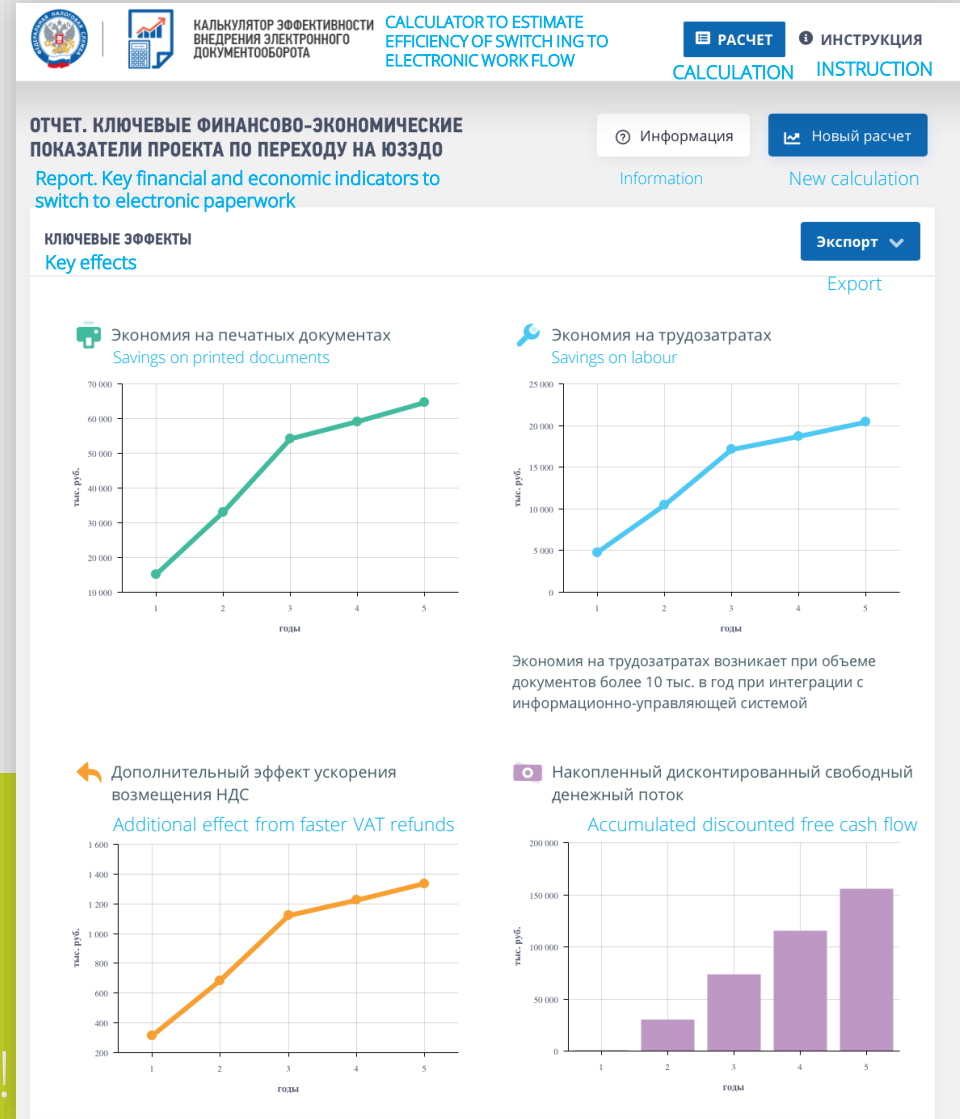 ФЕДЕРАЛЬНАЯ НАЛОГОВАЯ СЛУЖБА
КАЛЬКУЛЯТОР ЭФФЕКТИВНОСТИ
ВНЕДРЕНИЯ ЭЛЕКТРОННОГО
ДОКУМЕНТООБОРОТА
CALCULATOR TO ESTIMATE
EFFICIENCY OF SWITCH ING TO
ELECTRONIC WORK FLOW
РАСЧЕТ
ИНСТРУКЦИЯ
CALCULATION
INSTRUCTION
ОТЧЕТ. КЛЮЧЕВЫЕ ФИНАНСОВО-ЭКОНОМИЧЕСКИЕ
ПОКАЗАТЕЛИ ПРОЕКТА ПО ПЕРЕХОДУ НА ЮЗЭДО
Report. Key financial and economic indicators to
switch to electronic paperwork
Информация
Новый расчет
Information
New calculation
КЛЮЧЕВЫЕ ЭФФЕКТЫ
Key effects
Экспорт
Export
Экономия на печатных документах
Savings on printed documents
70 000
60 000
50 000
40 000
30 000
20 000
10 000
тыс. руб.
1 2 3 4 5
годы
Экономия на трудозатратах
Savings on labour
25 000
20 000
15 000
10 000
5 000
0
тыс. руб.
1 2 3 4 5
годы
Экономия на трудозатратах возникает при объеме
документов более 10 тыс. в год при интеграции с
информационно-управляющей системой
Дополнительный эффект ускорения
возмещения НДС
Additional effect from faster VAT refunds
1 600
1 400
1 200
1 000
800
600
400
200
тыс. руб.
1 2 3 4 5
годы
Накопленный дисконтированный свободный
денежный поток
Accumulated discounted free cash flow
200 000
150 000
100 000
50 000
0
тыс. руб.
1 2 3 4 5
годы
!